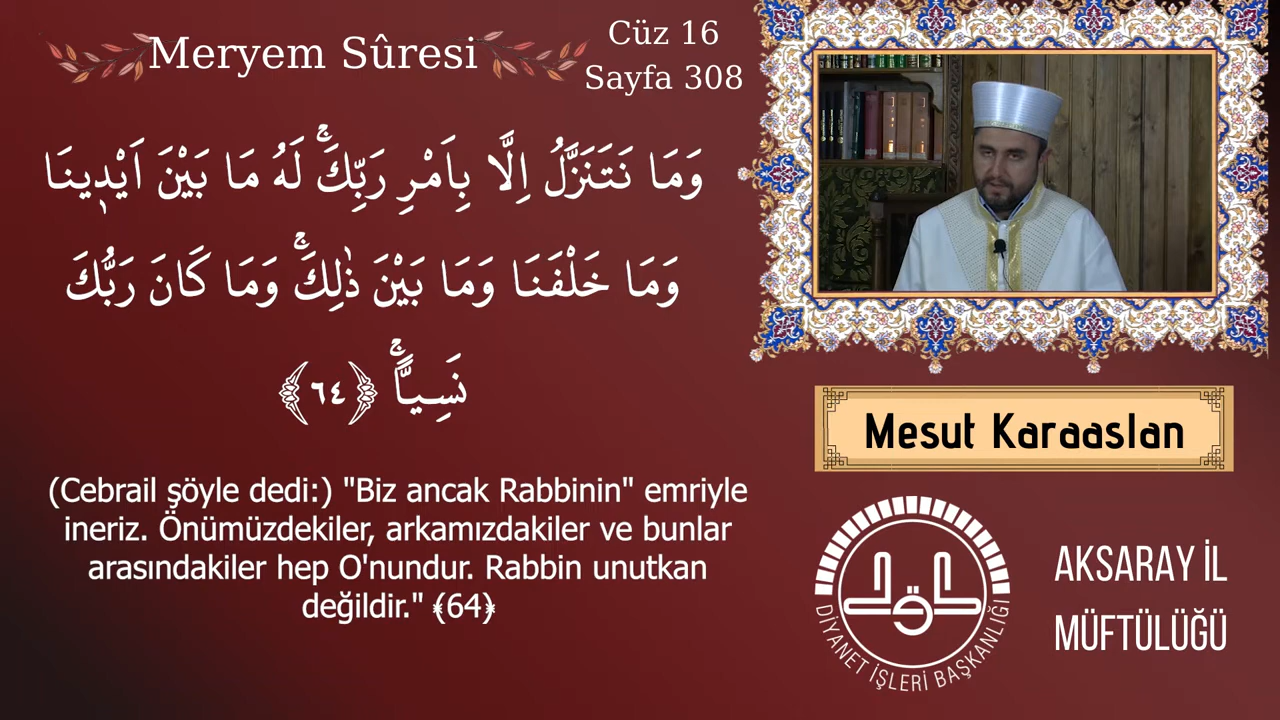 Meryem Sûresi
Cüz 16
Sayfa 308
وَمَا نَتَنَزَّلُ اِلَّا بِاَمْرِ رَبِّكَۚ لَهُ مَا بَيْنَ اَيْد۪ينَا
وَمَا خَلْفَنَا وَمَا بَيْنَ ذٰلِكَۚ وَمَا كَانَ رَبُّكَ
نَسِياًّۚ ﴿٦٤﴾
(Cebrail şöyle dedi:) "Biz ancak Rabbinin" emriyle
ineriz. Önümüzdekiler, arkamızdakiler ve bunlar
arasındakiler hep O'nundur. Rabbin unutkan
değildir." ﴾64﴿
Mesut Karaaslan
DİYANET İŞLERİ BAŞKANLIĞI
AKSARAY İL
MÜFTÜLÜĞÜ